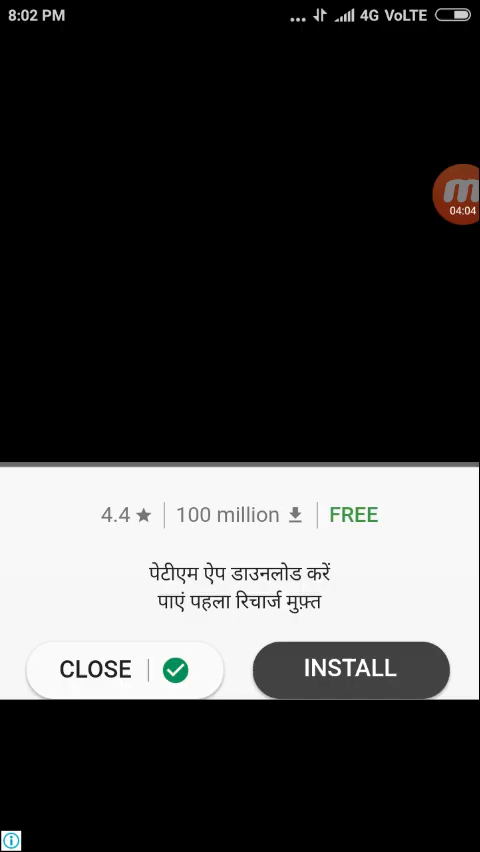 8:02 PM ... 4G VoLTE
m
04:04
4.4 ★ | 100 million | FREE
पेटीएम ऐप डाउनलोड करें
पाएं पहला रिचार्ज मुफ़्त
CLOSE | INSTALL